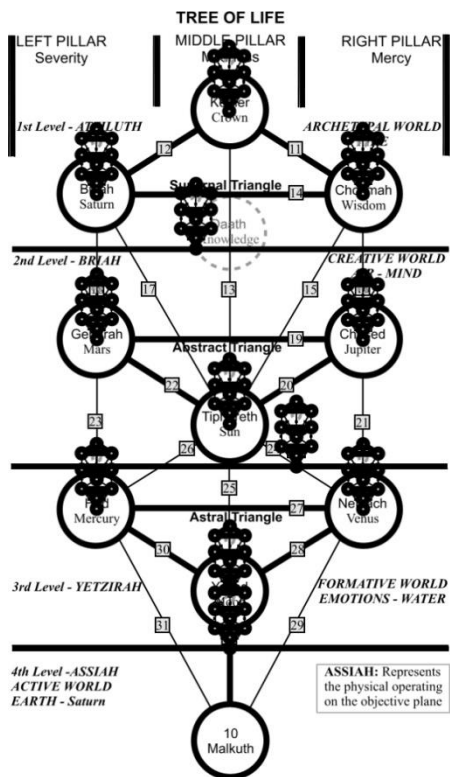 TREE OF LIFE
LEFT PILLAR
Severity
MIDDLE PILLAR
RIGHT PILLAR
Mercy
Crown
1st Level -
12
11
Saturn
14
Triangle
Wisdom
2nd Level - BRIAH
CREATIVE WORLD
- MIND
17
13
15
Mars
19
Jupiter
Abstract Triangle
22
20
Sun
23
21
26
25
27
Mercury
Venus
Astral Triangle
30
28
3rd Level - YETZIRAH
FORMATIVE WORLD
EMOTIONS - WATER
31
29
4th Level -ASSIAH
ACTIVE WORLD
EARTH - Saturn
ASSIAH: Represents
the physical operating
on the objective plane
10
Malkuth